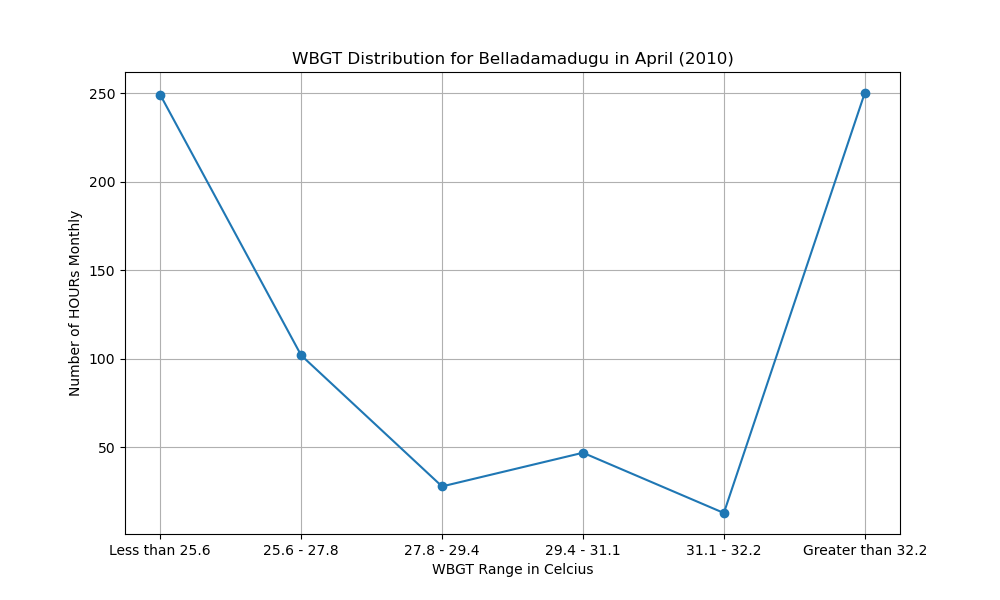 WBGT Distribution for Belladamadugu in April (2010)
250
200
150
100
50
Number of HOURs Monthly
Less than 25.6
25.6 - 27.8
27.8 - 29.4
29.4 - 31.1
31.1 - 32.2
Greater than 32.2
WBGT Range in Celcius